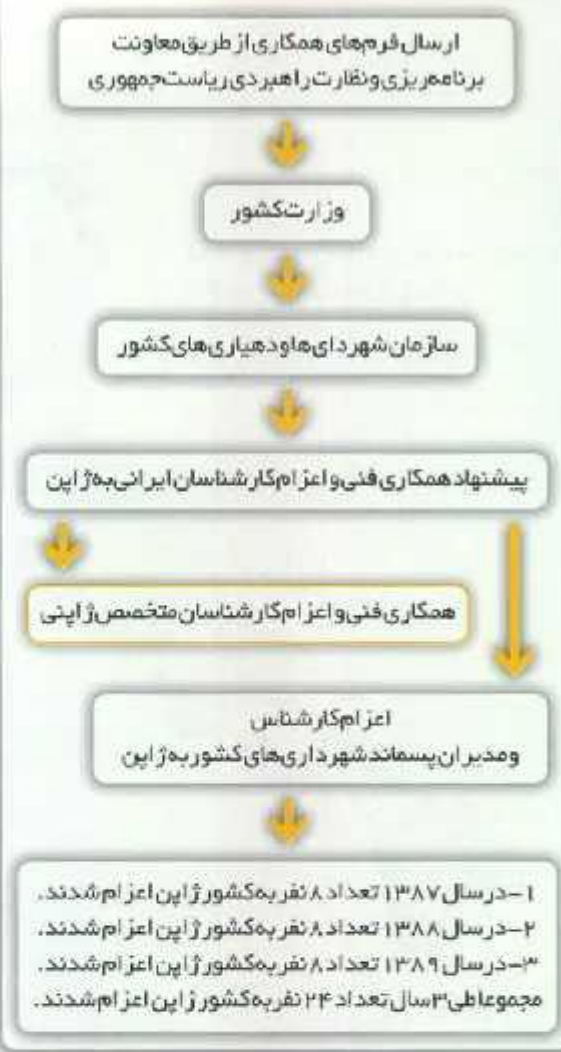 ارسال فرم‌های همکاری از طریق معاونت
برنامه‌ریزی و نظارت راهبردی ریاست‌جمهوری
وزارت کشور
سازمان شهردای‌ها و دهیاری‌های کشور
پیشنهاد همکاری فنی و اعزام کارشناسان ایرانی به ژاپن
همکاری فنی و اعزام کارشناسان متخصص ژاپنی
اعزام کارشناس
و مدیران پسماند شهرداری‌های کشور به ژاپن
۱-در سال ۱۳۸۷ تعداد ۸ نفر به کشور ژاپن اعزام شدند.
۲-در سال ۱۳۸۸ تعداد ۸ نفر به کشور ژاپن اعزام شدند.
۳-در سال ۱۳۸۹ تعداد ۸ نفر به کشور ژاپن اعزام شدند.
مجموعا طی ۳ سال تعداد ۲۴ نفر به کشور ژاپن اعزام شدند.